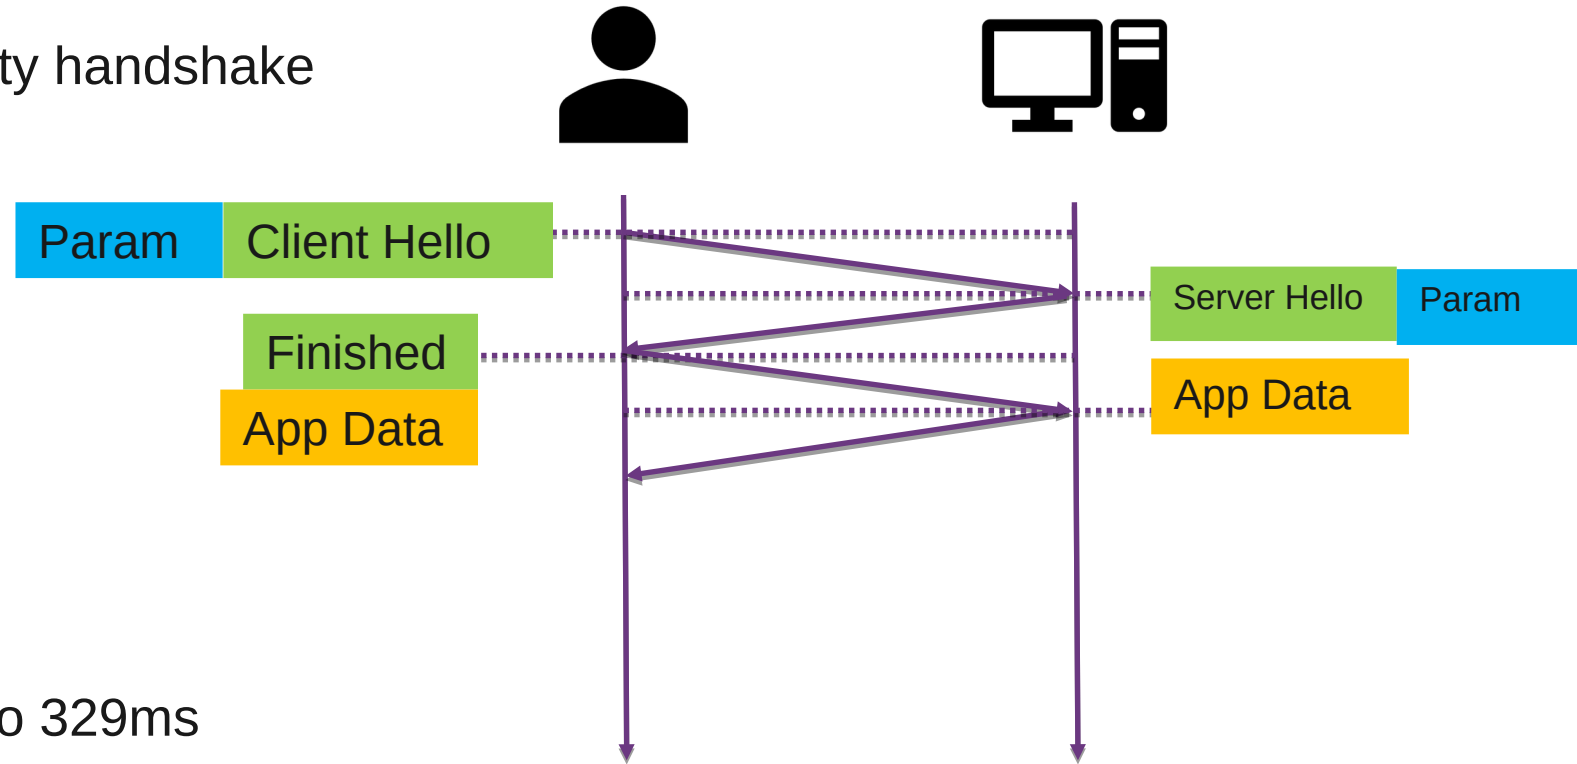 ty handshake
Param
Client Hello
Server Hello
Param
Finished
App Data
App Data
o 329ms